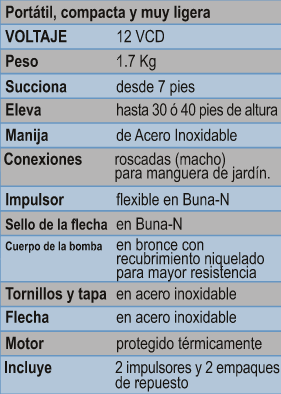 Portátil, compacta y muy ligera
VOLTAJE 12 VCD
Peso 1.7 Kg
Succiona desde 7 pies
Eleva hasta 30 ó 40 pies de altura
Manija de Acero Inoxidable
Conexiones roscadas (macho)
para manguera de jardín.
Impulsor flexible en Buna-N
Sello de la flecha en Buna-N
Cuerpo de la bomba en bronce con
recubrimiento niquelado
para mayor resistencia
Tornillos y tapa en acero inoxidable
Flecha en acero inoxidable
Motor protegido térmicamente
Incluye 2 impulsores y 2 empaques
de repuesto